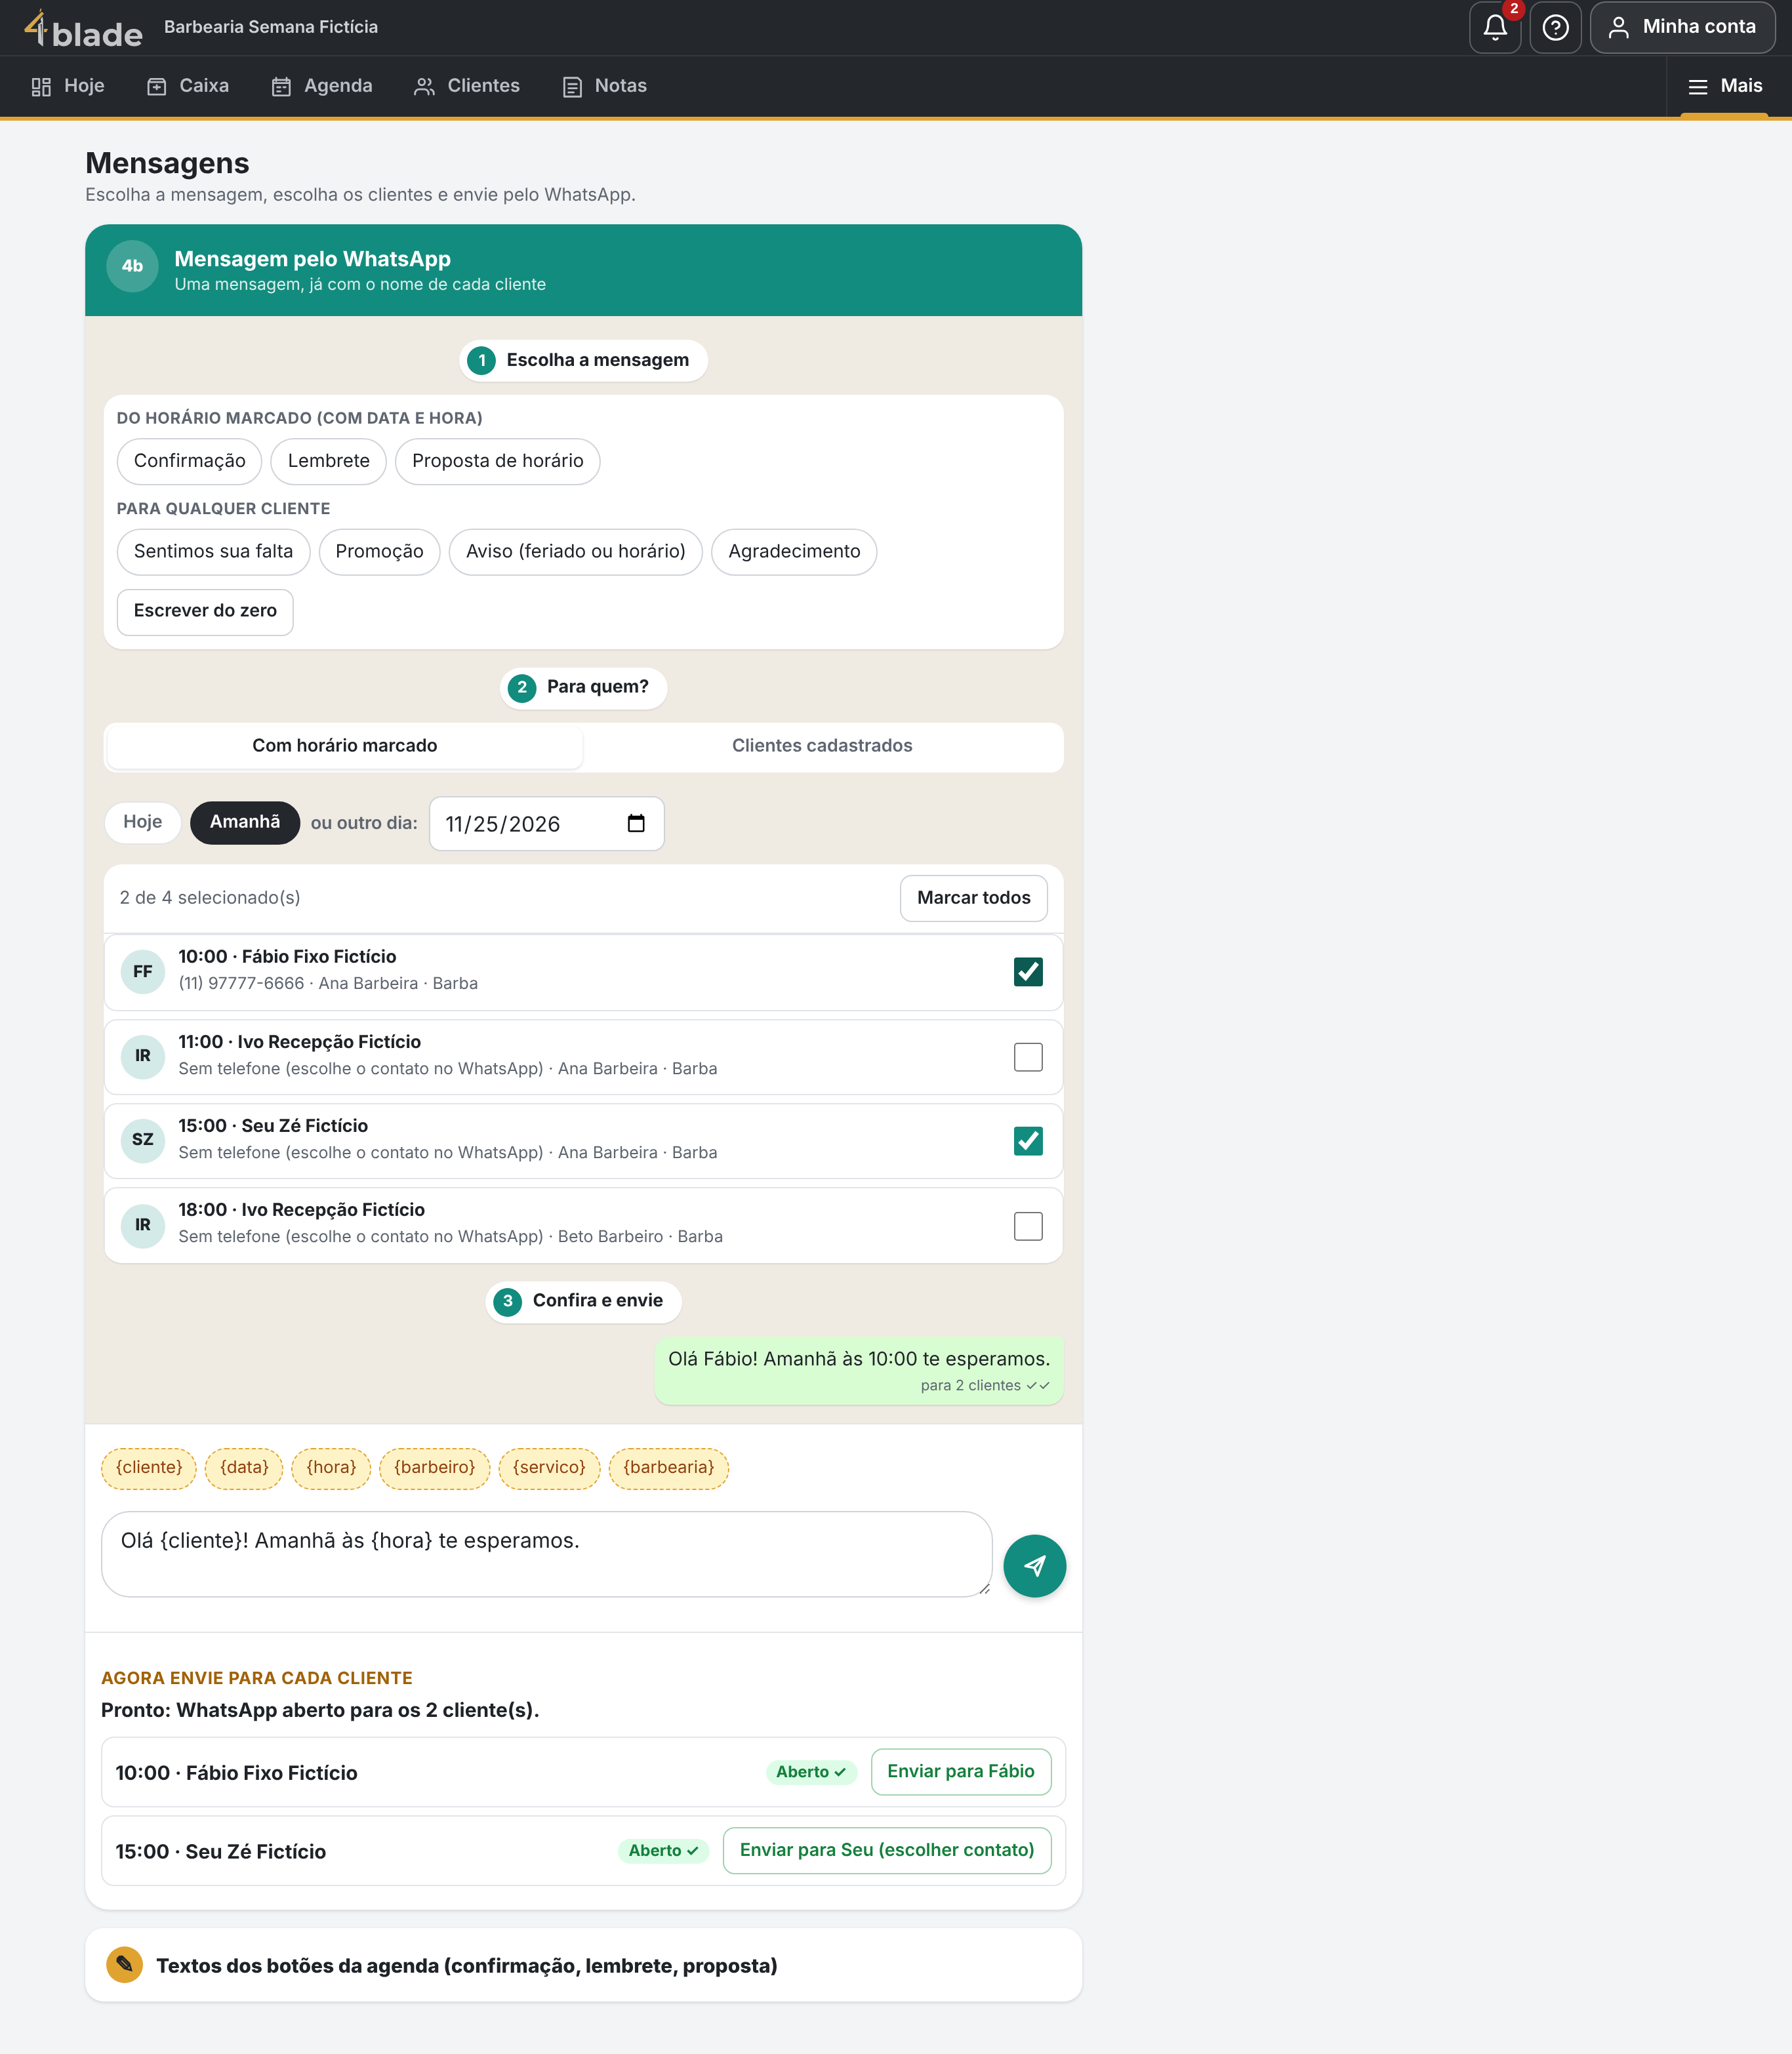 4blade
Barbearia Semana Fictícia
2
Minha conta
Hoje
Caixa
Agenda
Clientes
Notas
Mais
Mensagens
Escolha a mensagem, escolha os clientes e envie pelo WhatsApp.
4b
Mensagem pelo WhatsApp
Uma mensagem, já com o nome de cada cliente
1 Escolha a mensagem
DO HORÁRIO MARCADO (COM DATA E HORA)
Confirmação
Lembrete
Proposta de horário
PARA QUALQUER CLIENTE
Sentimos sua falta
Promoção
Aviso (feriado ou horário)
Agradecimento
Escrever do zero
2 Para quem?
Com horário marcado
Clientes cadastrados
Hoje
Amanhã
ou outro dia:
11/25/2026
2 de 4 selecionado(s)
Marcar todos
FF
10:00 · Fábio Fixo Fictício
(11) 97777-6666 · Ana Barbeira · Barba
IR
11:00 · Ivo Recepção Fictício
Sem telefone (escolhe o contato no WhatsApp) · Ana Barbeira · Barba
SZ
15:00 · Seu Zé Fictício
Sem telefone (escolhe o contato no WhatsApp) · Ana Barbeira · Barba
IR
18:00 · Ivo Recepção Fictício
Sem telefone (escolhe o contato no WhatsApp) · Beto Barbeiro · Barba
3 Confira e envie
Olá Fábio! Amanhã às 10:00 te esperamos.
para 2 clientes ✓✓
{cliente}
{data}
{hora}
{barbeiro}
{servico}
{barbearia}
Olá {cliente}! Amanhã às {hora} te esperamos.
AGORA ENVIE PARA CADA CLIENTE
Pronto: WhatsApp aberto para os 2 cliente(s).
10:00 · Fábio Fixo Fictício
Aberto ✓
Enviar para Fábio
15:00 · Seu Zé Fictício
Aberto ✓
Enviar para Seu (escolher contato)
Textos dos botões da agenda (confirmação, lembrete, proposta)